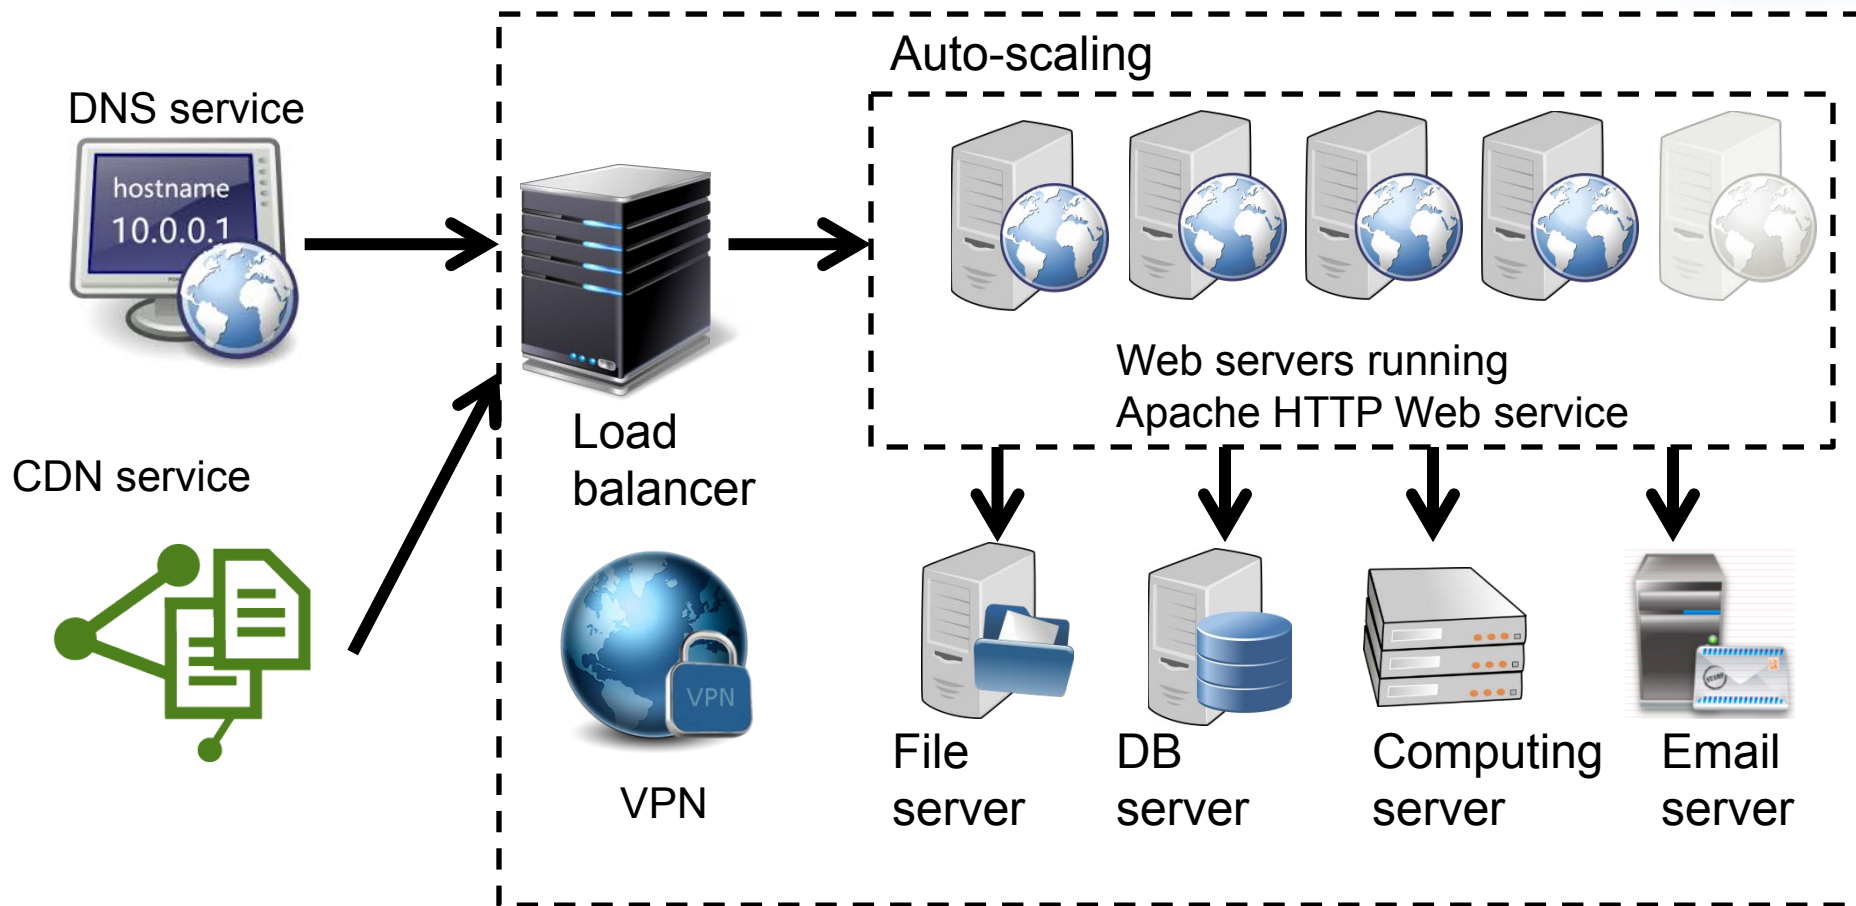 Auto-scaling
DNS service
hostname
10.0.0.1
Web servers running
Apache HTTP Web service
Load
balancer
CDN service
VPN
VPN
File
server
DB
server
Computing
server
STAMP
Email
server